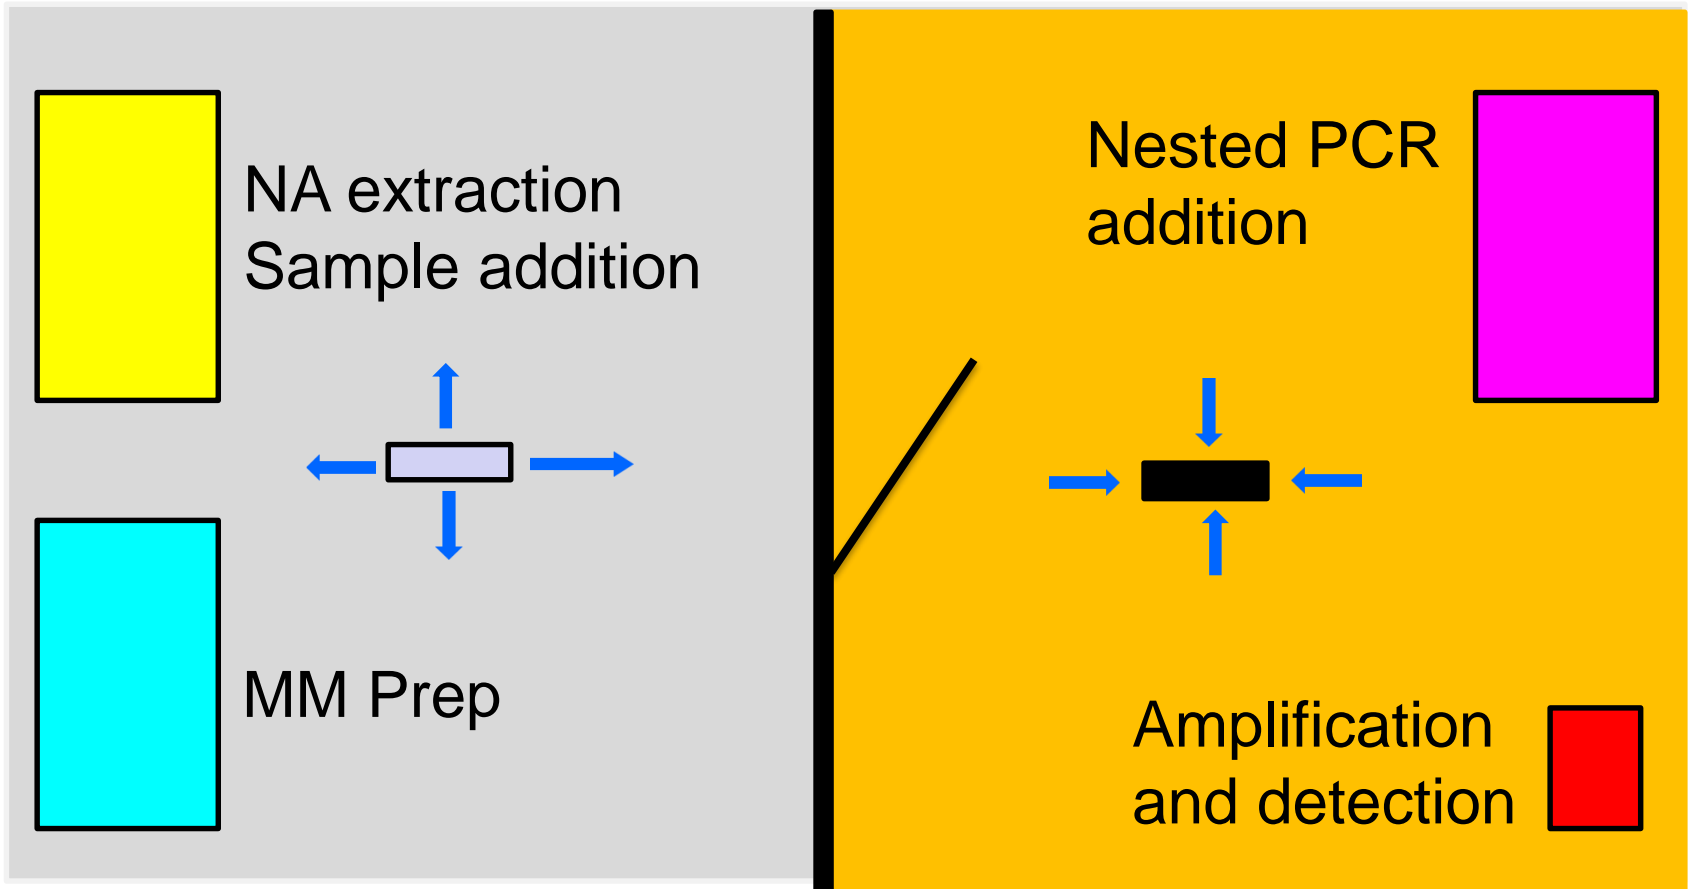 NA extraction
Sample addition
MM Prep
Nested PCR
addition
Amplification
and detection